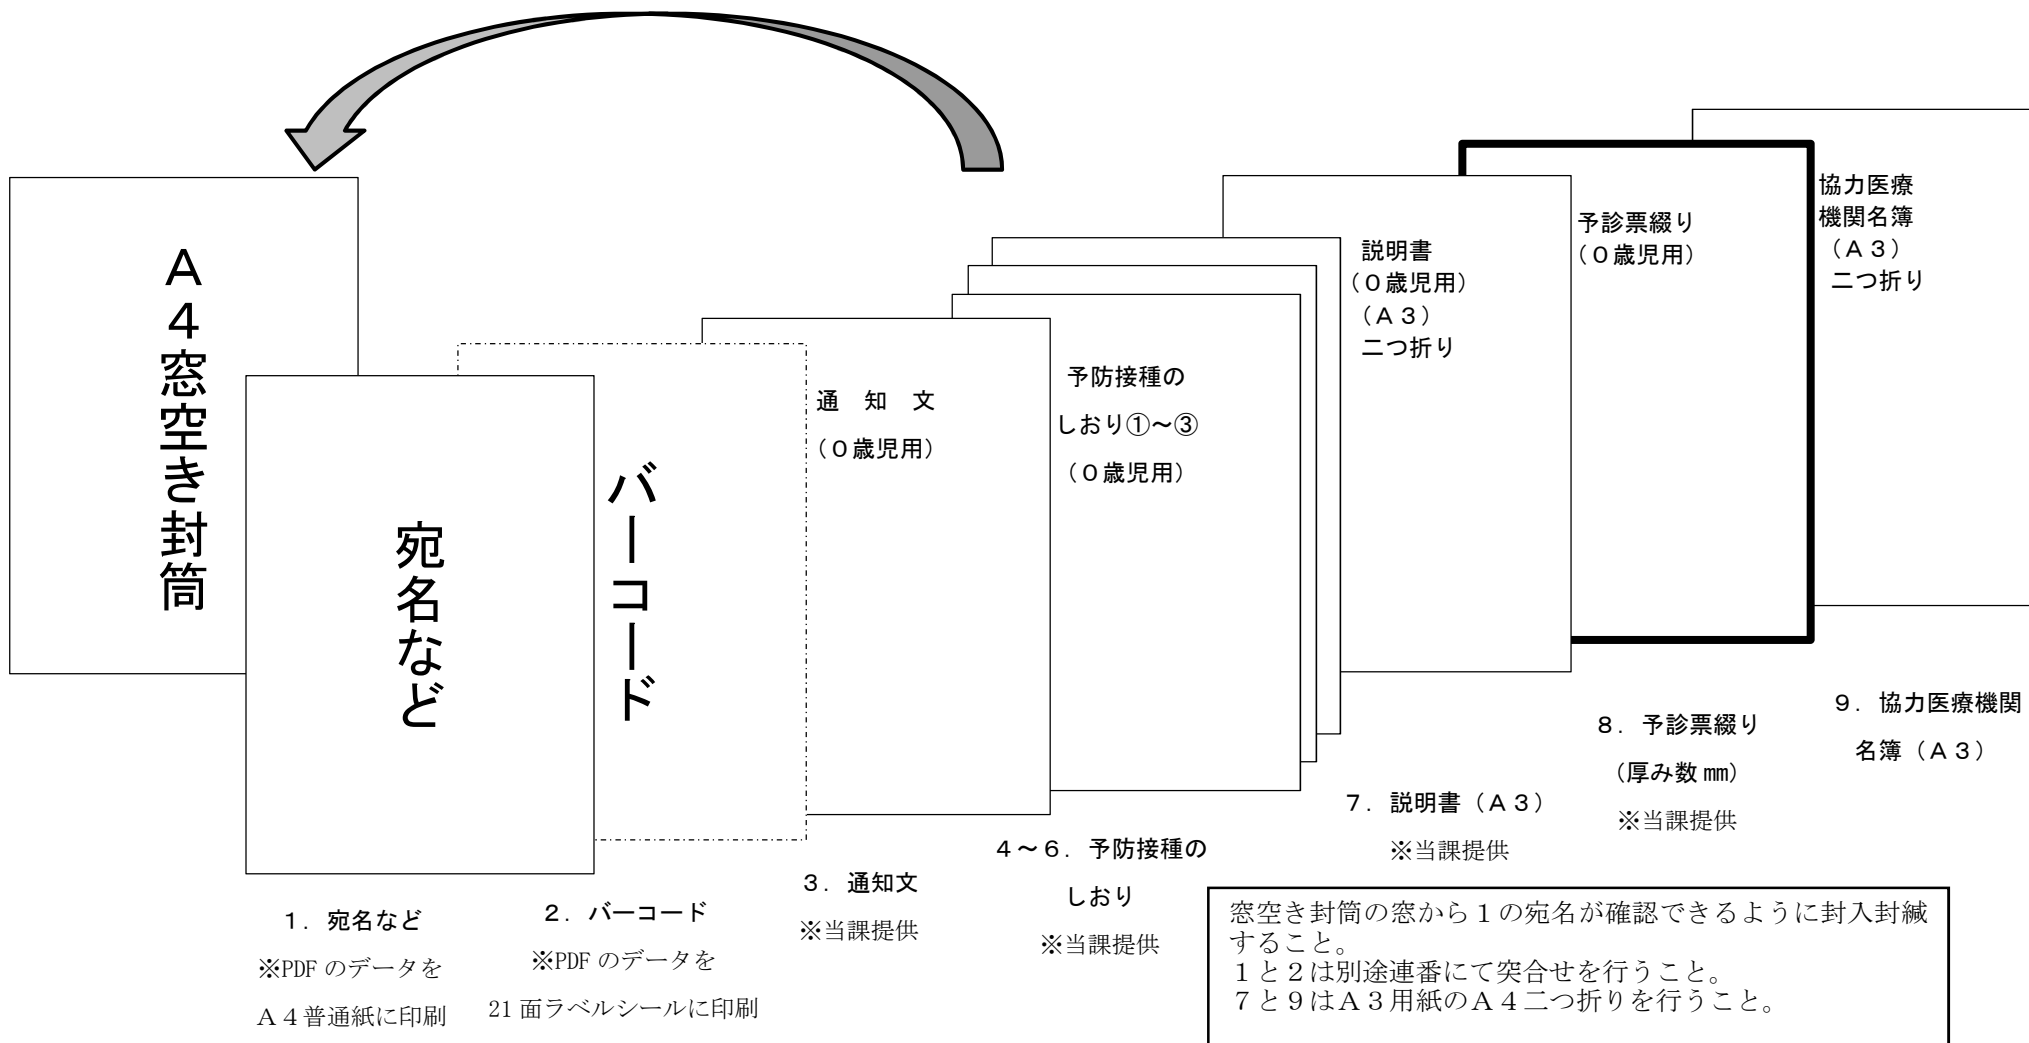 A4窓空き封筒
宛名など
バーコード
通　知　文
（０歳児用）
予防接種の
しおり①～③
（０歳児用）
説明書
（０歳児用）
（Ａ３）
二つ折り
予診票綴り
（０歳児用）
協力医療
機関名簿
（Ａ３）
二つ折り
１．宛名など
※PDFのデータを
Ａ４普通紙に印刷
２．バーコード
※PDFのデータを
21面ラベルシールに印刷
３．通知文
※当課提供
４～６．予防接種の
しおり
※当課提供
７．説明書（Ａ３）
※当課提供
８．予診票綴り
（厚み数㎜）
※当課提供
９．協力医療機関
名簿（Ａ３）
窓空き封筒の窓から１の宛名が確認できるように封入封緘
すること。
１と２は別途連番にて突合せを行うこと。
７と９はＡ３用紙のＡ４二つ折りを行うこと。